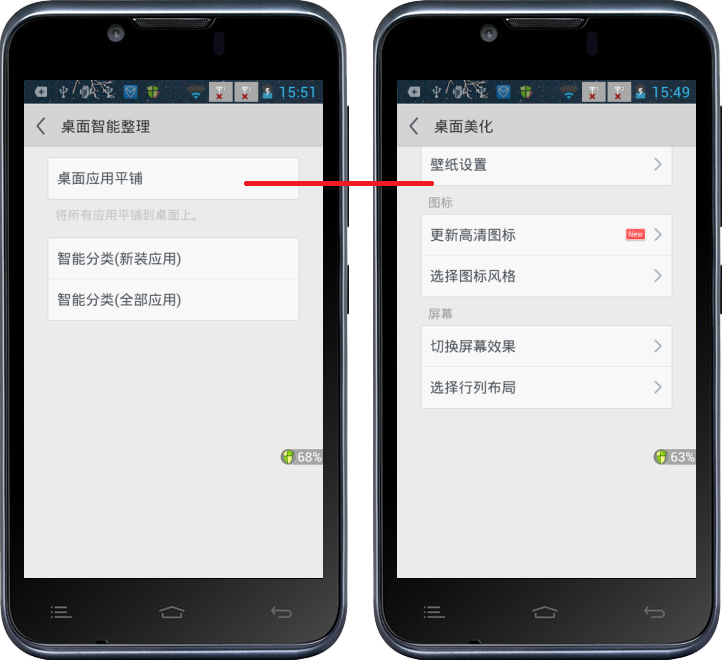 15:51
桌面智能整理
桌面应用平铺
将所有应用平铺到桌面上。
智能分类(新装应用)
智能分类(全部应用)
68%
15:49
桌面美化
壁纸设置
图标
更新高清图标 New
选择图标风格
屏幕
切换屏幕效果
选择行列布局
63%